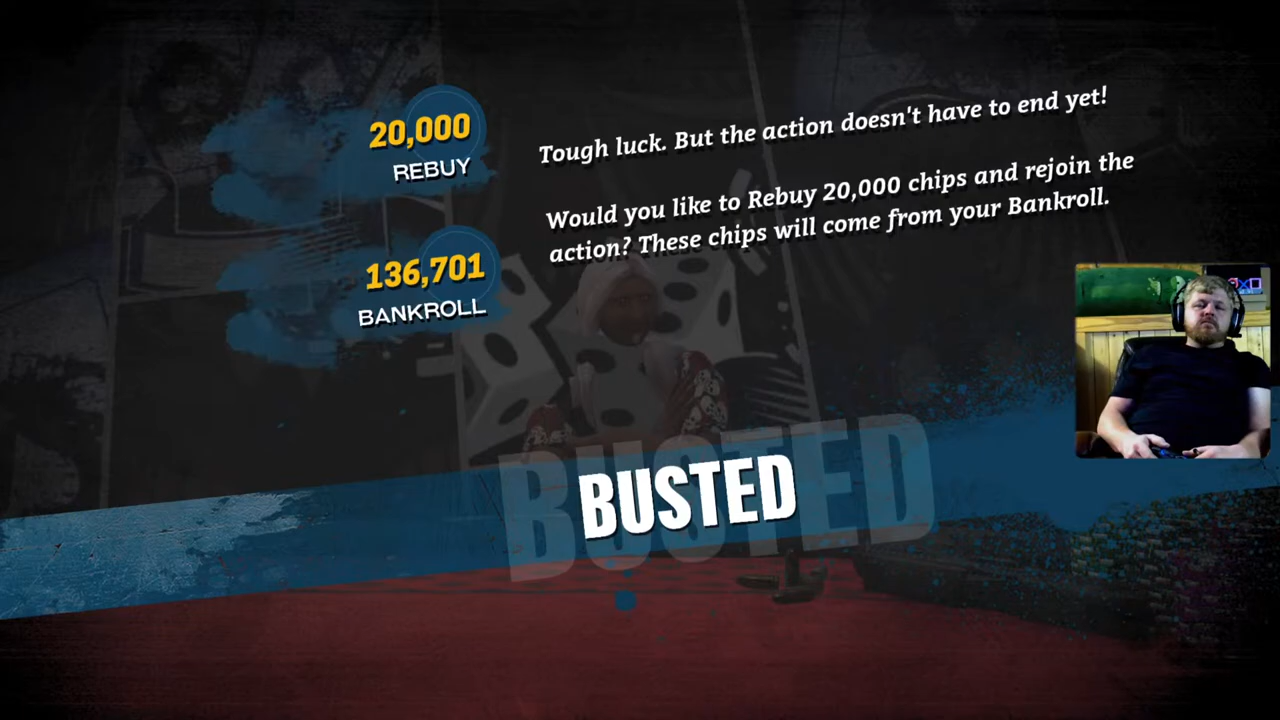 20,000
REBUY
136,701
BANKROLL
Tough luck. But the action doesn't have to end yet!
Would you like to Rebuy 20,000 chips and rejoin the
action? These chips will come from your Bankroll.
BUSTED
BUSTED